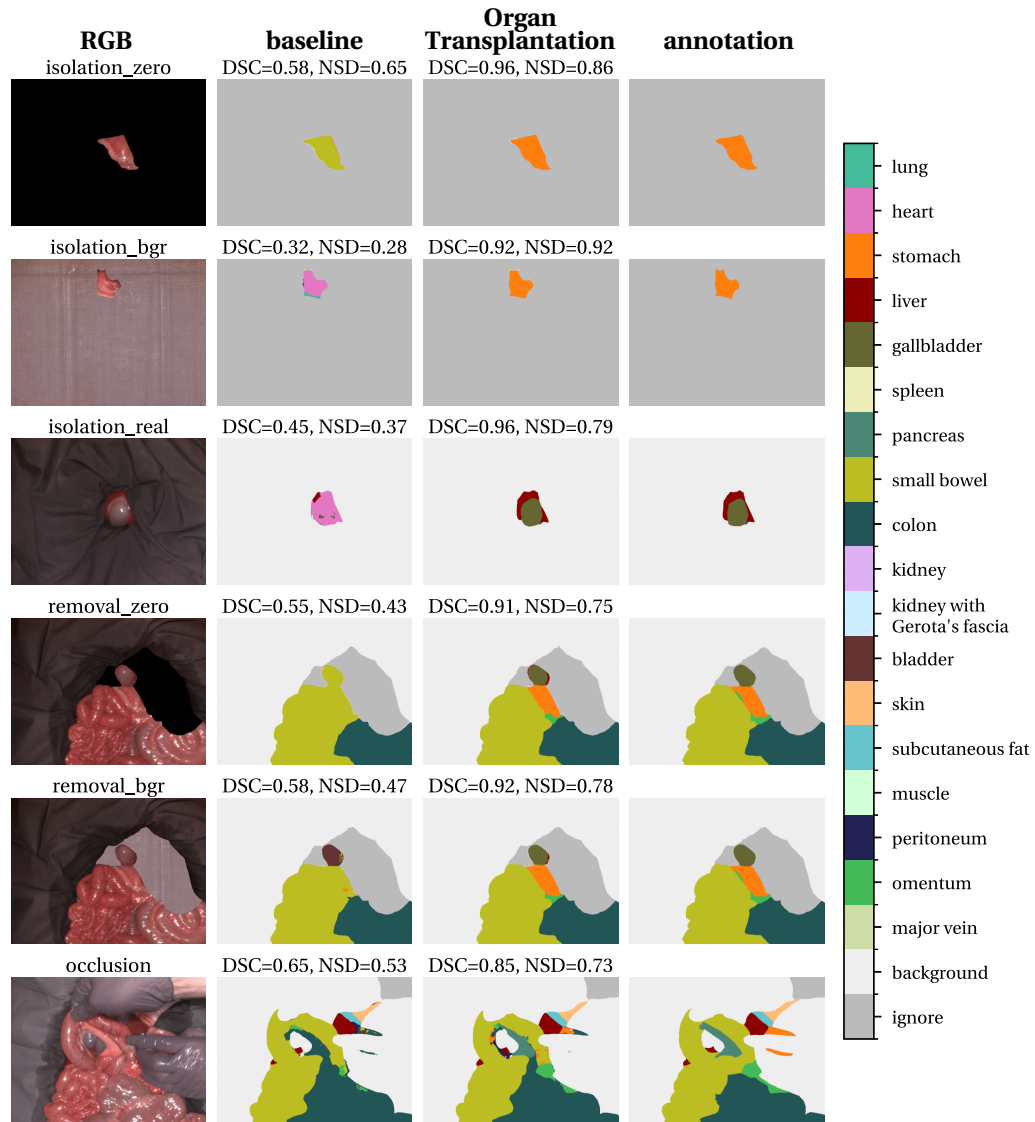 RGB
baseline
Organ
Transplantation
annotation
isolation_zero
DSC=0.58, NSD=0.65
DSC=0.96, NSD=0.86
isolation_bgr
DSC=0.32, NSD=0.28
DSC=0.92, NSD=0.92
isolation_real
DSC=0.45, NSD=0.37
DSC=0.96, NSD=0.79
removal_zero
DSC=0.55, NSD=0.43
DSC=0.91, NSD=0.75
removal_bgr
DSC=0.58, NSD=0.47
DSC=0.92, NSD=0.78
occlusion
DSC=0.65, NSD=0.53
DSC=0.85, NSD=0.73
lung
heart
stomach
liver
gallbladder
spleen
pancreas
small bowel
colon
kidney
kidney with
Gerota's fascia
bladder
skin
subcutaneous fat
muscle
peritoneum
omentum
major vein
background
ignore